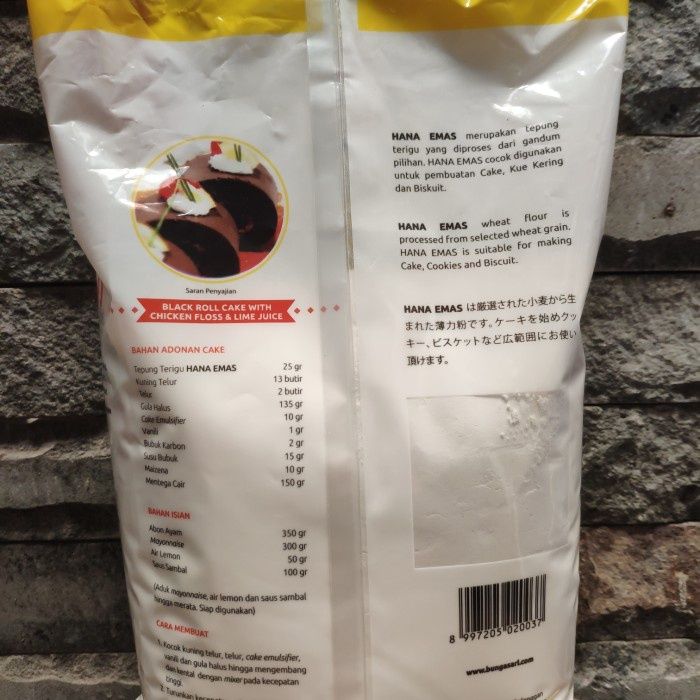 Saran Penyajian
BLACK ROLL CAKE WITH
CHICKEN FLOSS & LIME JUICE
BAHAN ADONAN CAKE
Tepung Terigu HANA EMAS 25 gr
Kuning Telur 13 butir
Telur 2 butir
Gula Halus 135 gr
Cake Emulsifier 10 gr
Vanili 1 gr
Bubuk Karbon 2 gr
Susu Bubuk 15 gr
Maizena 10 gr
Mentega Cair 150 gr
BAHAN ISIAN
Abon Ayam 350 gr
Mayonnaise 300 gr
Air Lemon 50 gr
Saus Sambal 100 gr
(Aduk mayonnaise, air lemon dan saus sambal
hingga merata. Siap digunakan)
CARA MEMBUAT
1. Kocok kuning telur, telur, cake emulsifier,
vanili dan gula halus hingga mengembang
dan kental dengan mixer pada kecepatan
tinggi.
2. Turunkan
HANA EMAS merupakan tepung
terigu yang diproses dari gandum
pilihan. HANA EMAS cocok digunakan
untuk pembuatan Cake, Kue Kering
dan Biskuit.
HANA EMAS wheat flour is
processed from selected wheat grain.
HANA EMAS is suitable for making
Cake, Cookies and Biscuit.
HANA EMAS は厳選された小麦から生
まれた薄力粉です。ケーキを始めクッ
キー、ビスケットなど広範囲にお使い
頂けます。
8 997205 020037
www.bungasari.com